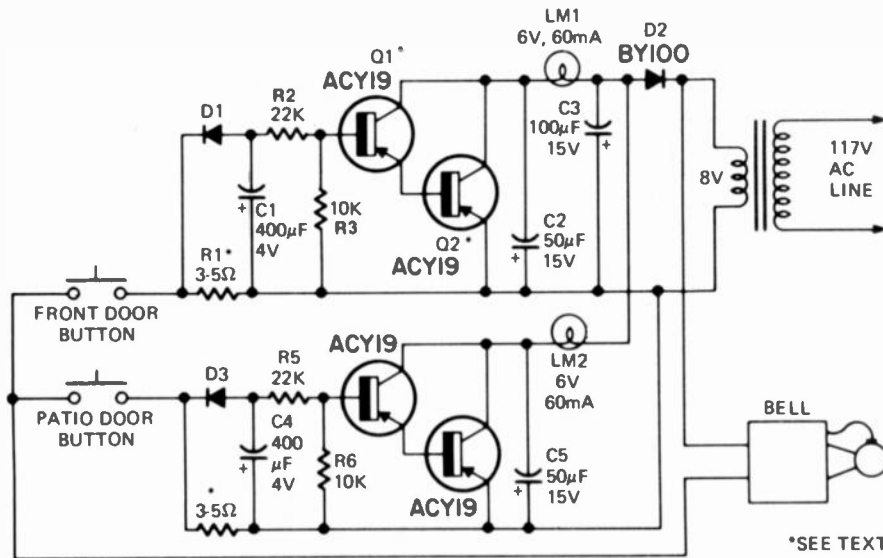 LM1
6V, 60mA
D2
BY100
Q1*
ACY19
D1
R2
22K
C3
100µF
15V
+
8V
117V
AC
LINE
+
C1
400µF
4V
10K
R3
Q2*
ACY19
C2
50µF
15V
+
R1*
3-5Ω
FRONT DOOR
BUTTON
ACY19
LM2
6V
60mA
D3
R5
22K
PATIO DOOR
BUTTON
C4
400
µF
4V
+
R6
10K
ACY19
C5
50µF
15V
+
BELL
*
3-5Ω
*SEE TEXT